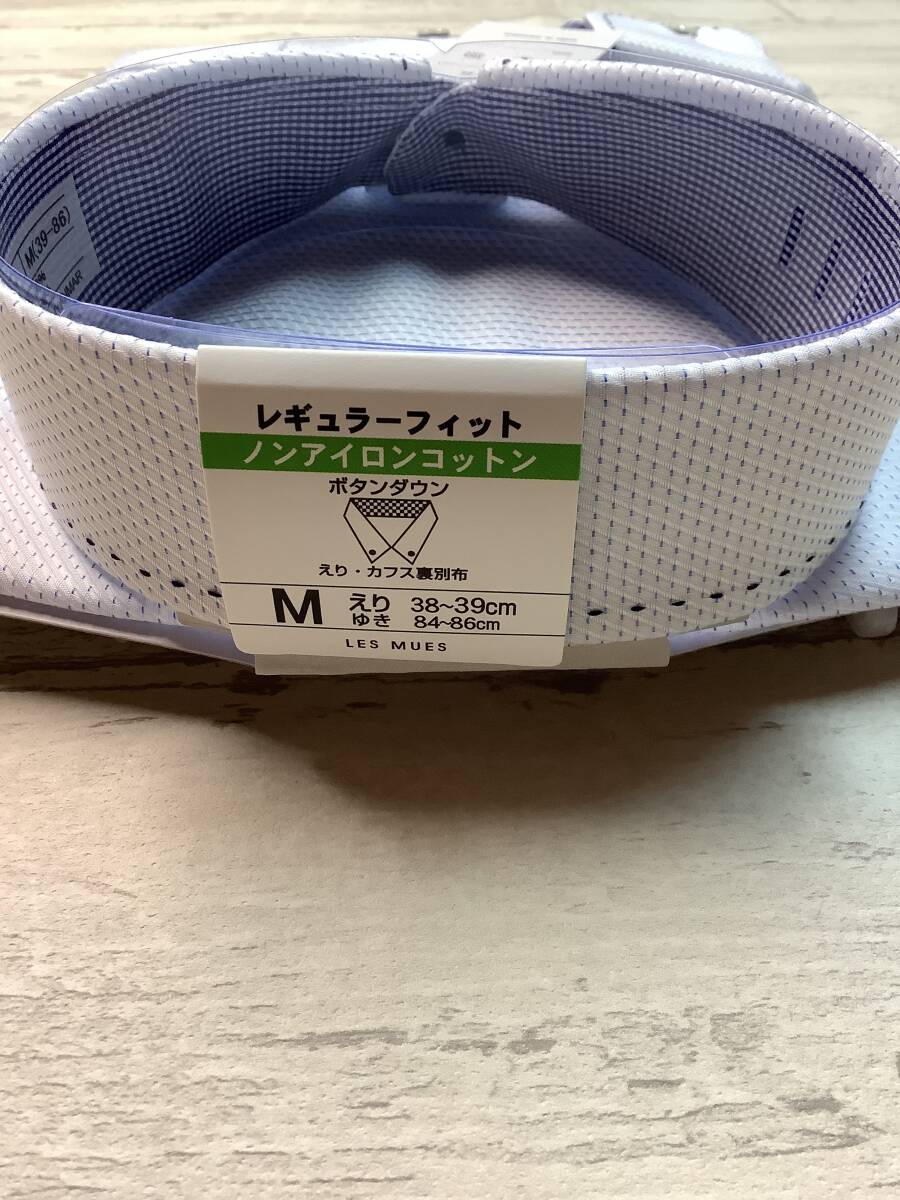 レギュラーフィット
ノンアイロンコットン
ボタンダウン
えり・カフス裏別布
M えり 38~39cm
ゆき 84~86cm
LES MUES
M(39-86)